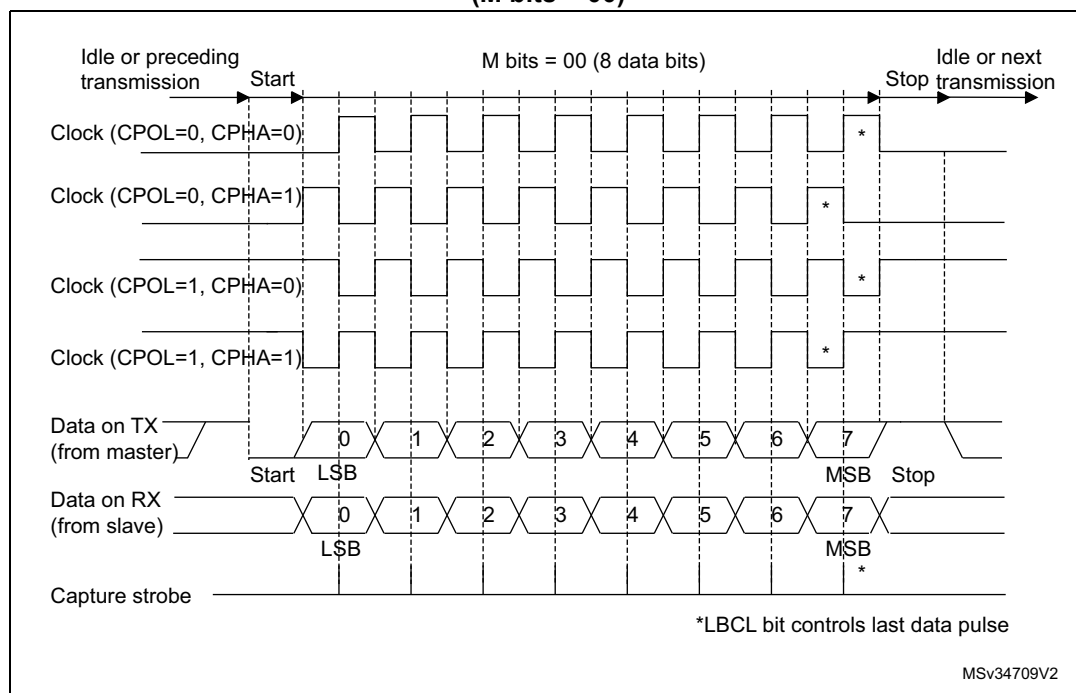 Idle or preceding
transmission
Start
M bits = 00 (8 data bits)
Stop
Idle or next
transmission
Clock (CPOL=0, CPHA=0)
*
Clock (CPOL=0, CPHA=1)
*
Clock (CPOL=1, CPHA=0)
*
Clock (CPOL=1, CPHA=1)
*
Data on TX
(from master)
0 1 2 3 4 5 6 7
Start LSB MSB Stop
Data on RX
(from slave)
0 1 2 3 4 5 6 7
LSB MSB
*
Capture strobe
*LBCL bit controls last data pulse
MSv34709V2